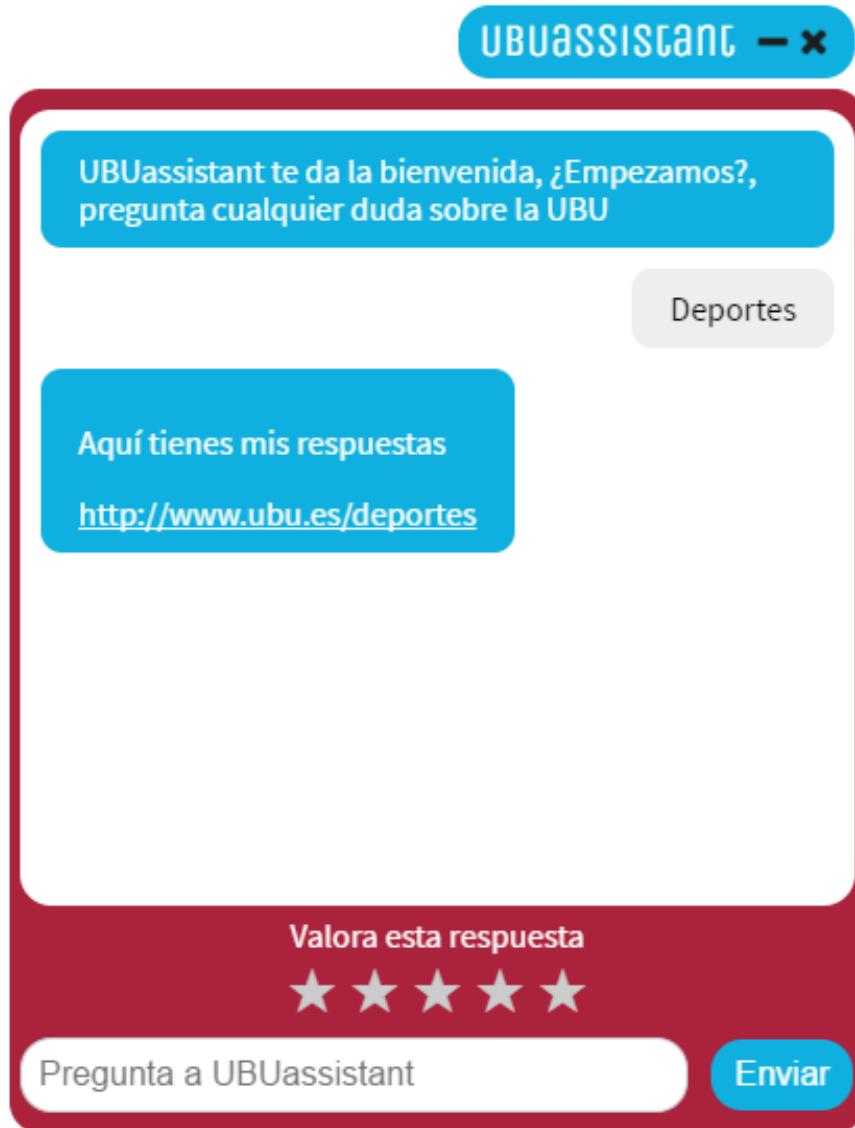 UBUassistant
UBUassistant te da la bienvenida, ¿Empezamos?,
pregunta cualquier duda sobre la UBU
Deportes
Aquí tienes mis respuestas
http://www.ubu.es/deportes
Valora esta respuesta
Pregunta a UBUassistant
Enviar